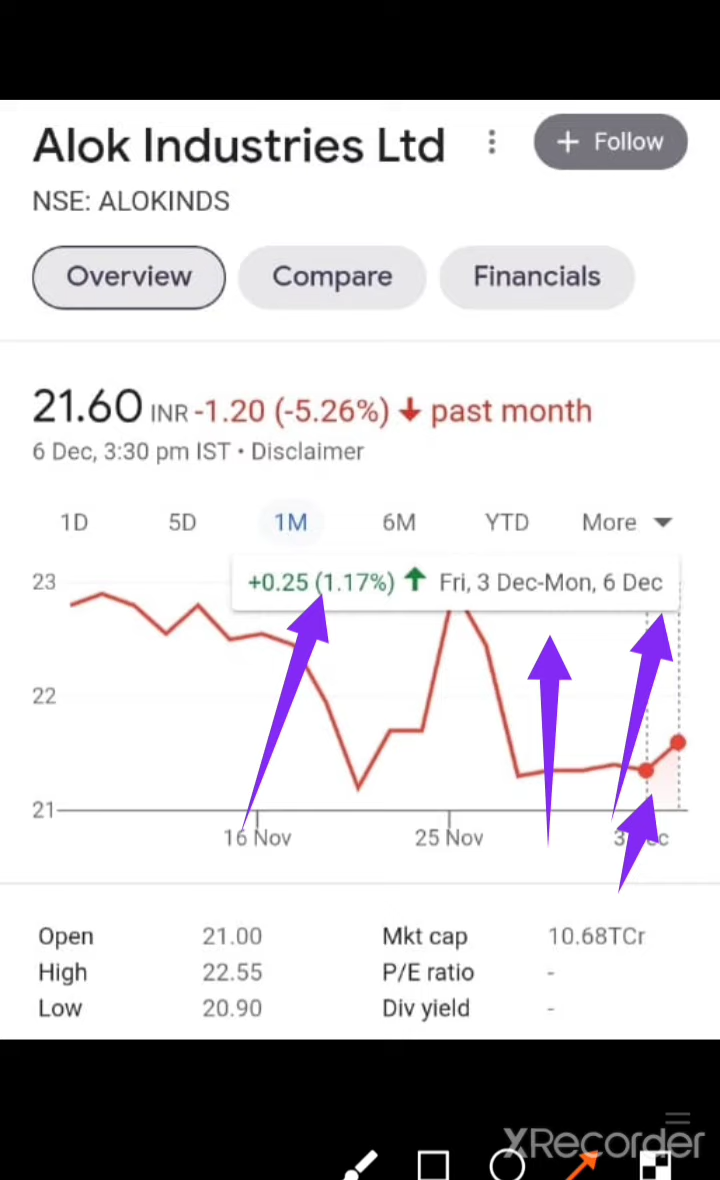 Alok Industries Ltd
+ Follow
NSE: ALOKINDS
Overview Compare Financials
21.60 INR -1.20 (-5.26%) past month
6 Dec, 3:30 pm IST • Disclaimer
1D 5D 1M 6M YTD More
+0.25 (1.17%) Fri, 3 Dec-Mon, 6 Dec
23
22
21
16 Nov 25 Nov
Open 21.00 Mkt cap 10.68TCr
High 22.55 P/E ratio -
Low 20.90 Div yield -
XRecorder